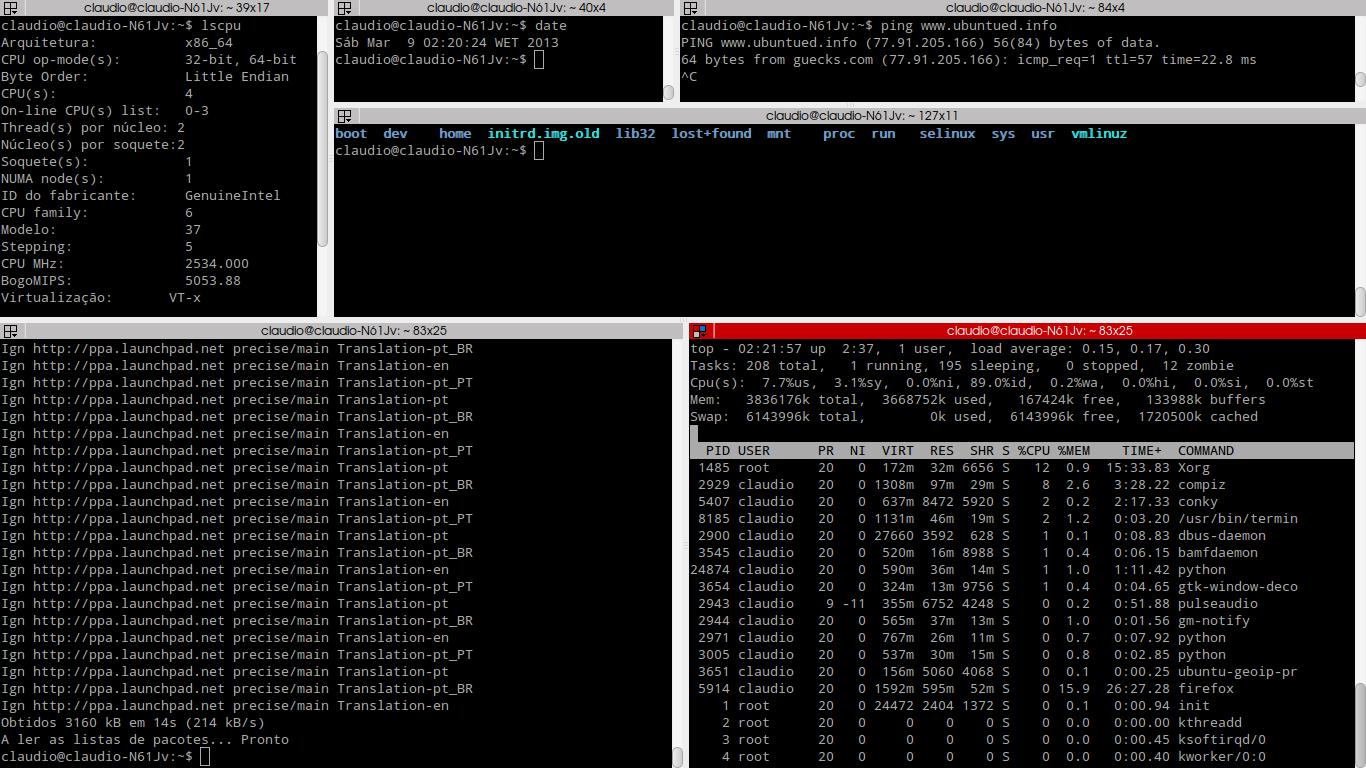 claudio@claudio-N61Jv: ~ 39x17
claudio@claudio-N61Jv:~$ lscpu
Arquitetura: x86_64
CPU op-mode(s): 32-bit, 64-bit
Byte Order: Little Endian
CPU(s): 4
On-line CPU(s) list: 0-3
Thread(s) por núcleo: 2
Núcleo(s) por soquete:2
Soquete(s): 1
NUMA node(s): 1
ID do fabricante: GenuineIntel
CPU family: 6
Modelo: 37
Stepping: 5
CPU MHz: 2534.000
BogoMIPS: 5053.88
Virtualização: VT-x
claudio@claudio-N61Jv: ~ 40x4
claudio@claudio-N61Jv:~$ date
Sáb Mar  9 02:20:24 WET 2013
claudio@claudio-N61Jv:~$
claudio@claudio-N61Jv: ~ 84x4
claudio@claudio-N61Jv:~$ ping www.ubuntued.info
PING www.ubuntued.info (77.91.205.166) 56(84) bytes of data.
64 bytes from guecks.com (77.91.205.166): icmp_req=1 ttl=57 time=22.8 ms
^C
claudio@claudio-N61Jv: ~ 127x11
boot dev home initrd.img.old lib32 lost+found mnt proc run selinux sys usr vmlinuz
claudio@claudio-N61Jv:~$
claudio@claudio-N61Jv: ~ 83x25
Ign http://ppa.launchpad.net precise/main Translation-pt_BR
Ign http://ppa.launchpad.net precise/main Translation-en
Ign http://ppa.launchpad.net precise/main Translation-pt_PT
Ign http://ppa.launchpad.net precise/main Translation-pt
Ign http://ppa.launchpad.net precise/main Translation-pt_BR
Ign http://ppa.launchpad.net precise/main Translation-en
Ign http://ppa.launchpad.net precise/main Translation-pt_PT
Ign http://ppa.launchpad.net precise/main Translation-pt
Ign http://ppa.launchpad.net precise/main Translation-pt_BR
Ign http://ppa.launchpad.net precise/main Translation-en
Ign http://ppa.launchpad.net precise/main Translation-pt_PT
Ign http://ppa.launchpad.net precise/main Translation-pt
Ign http://ppa.launchpad.net precise/main Translation-pt_BR
Ign http://ppa.launchpad.net precise/main Translation-en
Ign http://ppa.launchpad.net precise/main Translation-pt_PT
Ign http://ppa.launchpad.net precise/main Translation-pt
Ign http://ppa.launchpad.net precise/main Translation-pt_BR
Ign http://ppa.launchpad.net precise/main Translation-en
Ign http://ppa.launchpad.net precise/main Translation-pt_PT
Ign http://ppa.launchpad.net precise/main Translation-pt
Ign http://ppa.launchpad.net precise/main Translation-pt_BR
Ign http://ppa.launchpad.net precise/main Translation-en
Obtidos 3160 kB em 14s (214 kB/s)
A ler as listas de pacotes... Pronto
claudio@claudio-N61Jv:~$
claudio@claudio-N61Jv: ~ 83x25
top - 02:21:57 up  2:37,  1 user,  load average: 0.15, 0.17, 0.30
Tasks: 208 total,   1 running, 195 sleeping,   0 stopped,  12 zombie
Cpu(s):  7.7%us,  3.1%sy,  0.0%ni, 89.0%id,  0.2%wa,  0.0%hi,  0.0%si,  0.0%st
Mem:   3836176k total,  3668752k used,   167424k free,   133988k buffers
Swap:  6143996k total,        0k used,  6143996k free,  1720500k cached
PID USER PR NI VIRT RES SHR S %CPU %MEM TIME+ COMMAND
1485 root 20 0 172m 32m 6656 S 12 0.9 15:33.83 Xorg
2929 claudio 20 0 1308m 97m 29m S 8 2.6 3:28.22 compiz
5407 claudio 20 0 637m 8472 5920 S 2 0.2 2:17.33 conky
8185 claudio 20 0 1131m 46m 19m S 2 1.2 0:03.20 /usr/bin/termin
2900 claudio 20 0 27660 3592 628 S 1 0.1 0:08.83 dbus-daemon
3545 claudio 20 0 520m 16m 8988 S 1 0.4 0:06.15 bamfdaemon
24874 claudio 20 0 590m 36m 14m S 1 1.0 1:11.42 python
3654 claudio 20 0 324m 13m 9756 S 1 0.4 0:04.65 gtk-window-deco
2943 claudio 9 -11 355m 6752 4248 S 0 0.2 0:51.88 pulseaudio
2944 claudio 20 0 565m 37m 13m S 0 1.0 0:01.56 gm-notify
2971 claudio 20 0 767m 26m 11m S 0 0.7 0:07.92 python
3005 claudio 20 0 537m 30m 15m S 0 0.8 0:02.85 python
3651 claudio 20 0 156m 5060 4068 S 0 0.1 0:00.25 ubuntu-geoip-pr
5914 claudio 20 0 1592m 595m 52m S 0 15.9 26:27.28 firefox
1 root 20 0 24472 2404 1372 S 0 0.1 0:00.94 init
2 root 20 0 0 0 0 S 0 0.0 0:00.00 kthreadd
3 root 20 0 0 0 0 S 0 0.0 0:00.45 ksoftirqd/0
4 root 20 0 0 0 0 S 0 0.0 0:00.40 kworker/0:0